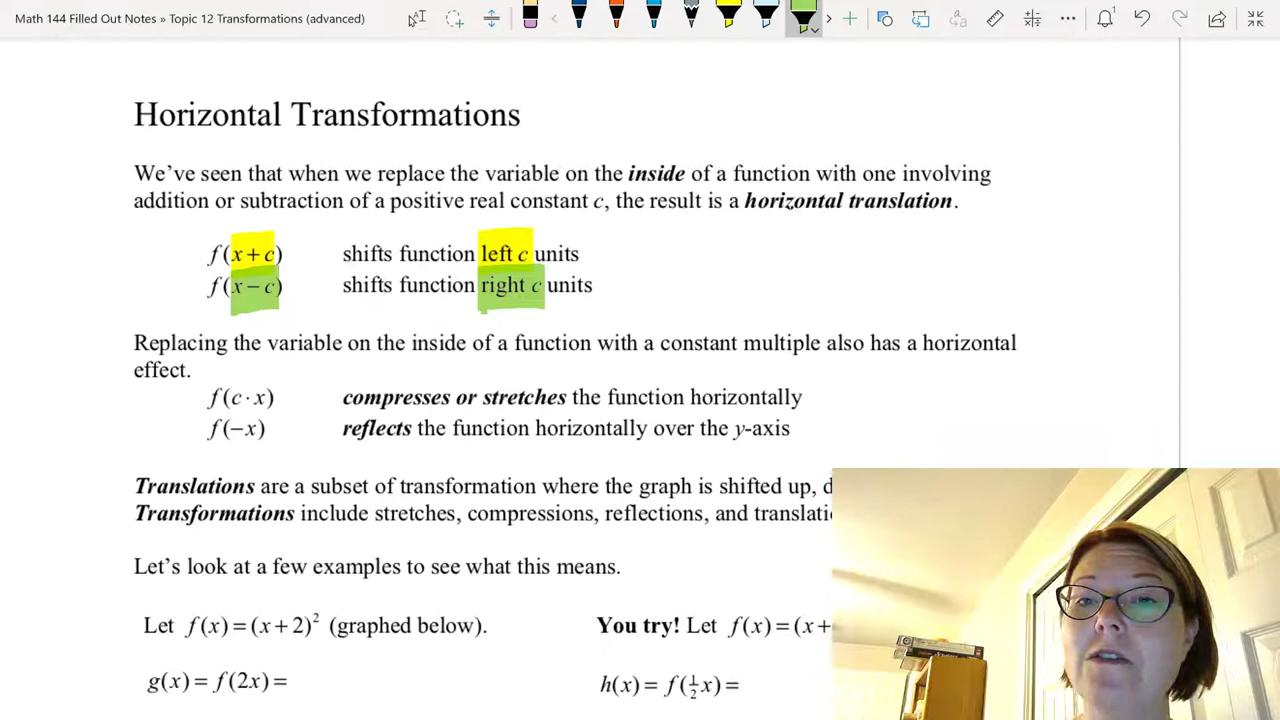 Math 144 Filled Out Notes » Topic 12 Transformations (advanced)
Horizontal Transformations
We've seen that when we replace the variable on the inside of a function with one involving
addition or subtraction of a positive real constant c, the result is a horizontal translation.
f(x + c) shifts function left c units
f(x − c) shifts function right c units
Replacing the variable on the inside of a function with a constant multiple also has a horizontal
effect.
f(c · x) compresses or stretches the function horizontally
f(−x) reflects the function horizontally over the y-axis
Translations are a subset of transformation where the graph is shifted up,
Transformations include stretches, compressions, reflections, and
Let's look at a few examples to see what this means.
Let f(x) = (x + 2)² (graphed below). You try! Let f(x) = (x +
g(x) = f(2x) = h(x) = f(½x) =